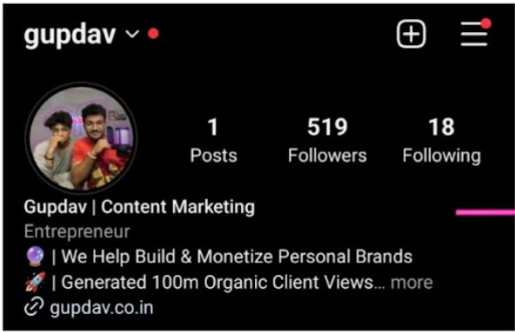 gupdav
1 519 18
Posts Followers Following
Gupdav | Content Marketing
Entrepreneur
🔮 | We Help Build & Monetize Personal Brands
🚀 | Generated 100m Organic Client Views... more
gupdav.co.in